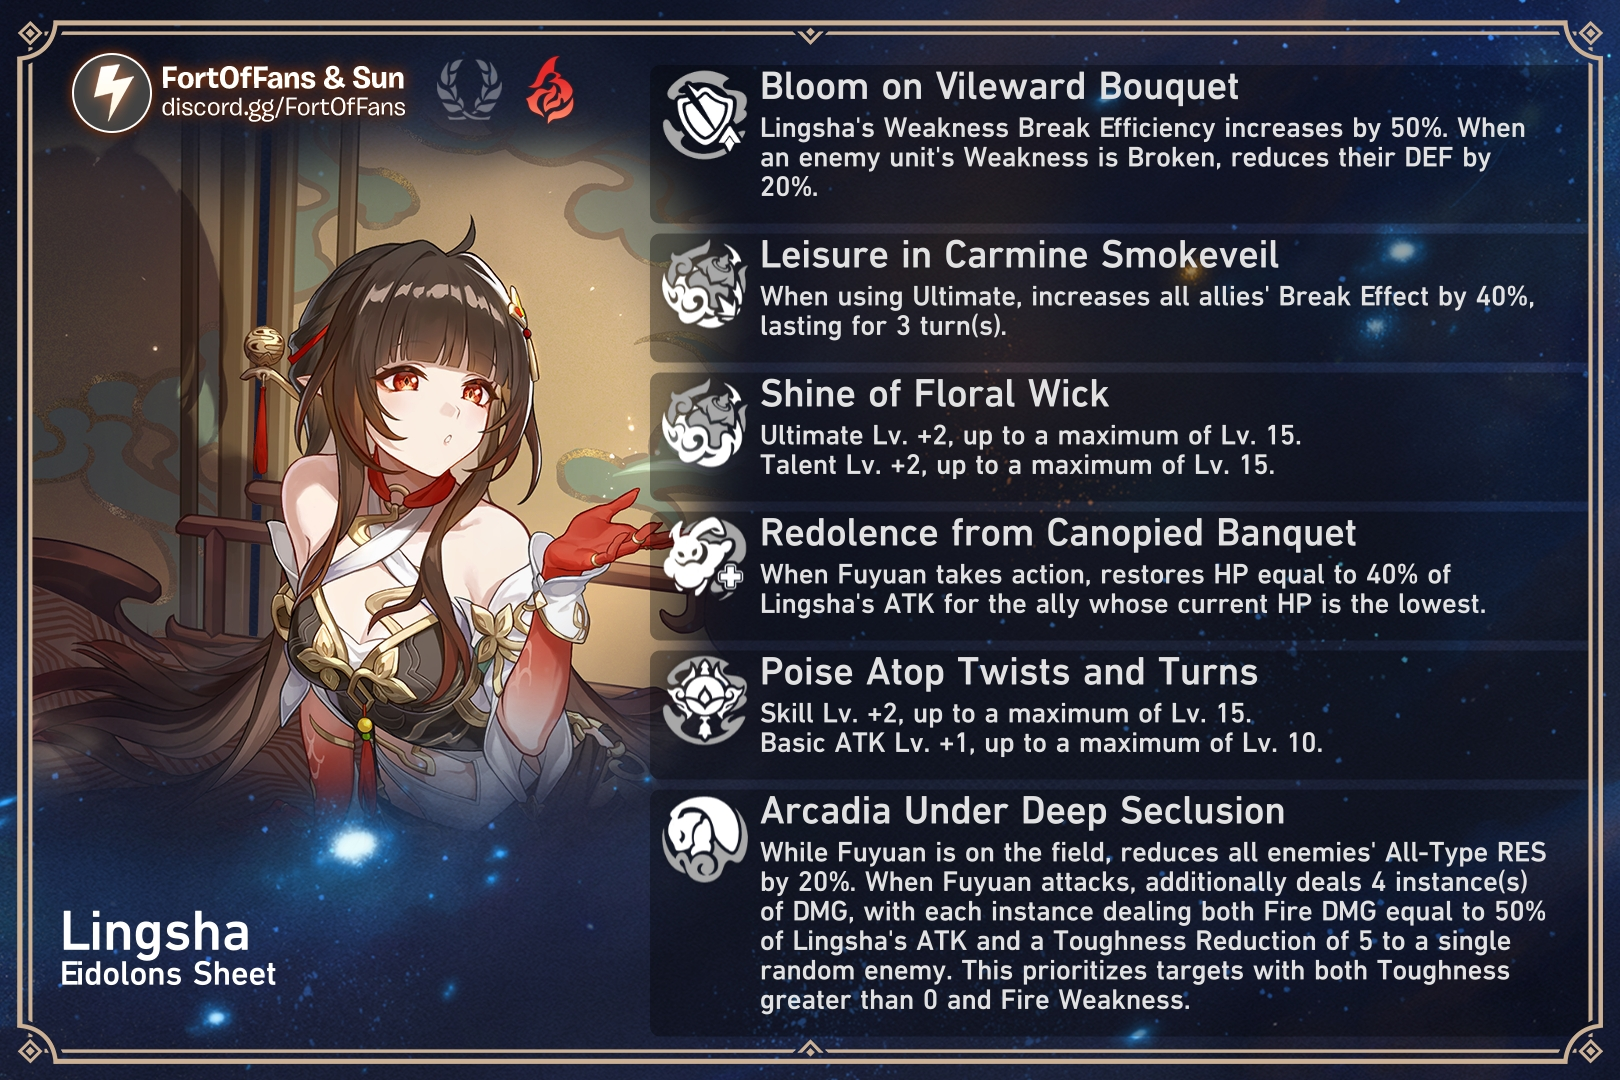 FortOfFans & Sun
discord.gg/FortOfFans
Bloom on Vileward Bouquet
Lingsha's Weakness Break Efficiency increases by 50%. When
an enemy unit's Weakness is Broken, reduces their DEF by
20%.
Leisure in Carmine Smokeveil
When using Ultimate, increases all allies' Break Effect by 40%,
lasting for 3 turn(s).
Shine of Floral Wick
Ultimate Lv. +2, up to a maximum of Lv. 15.
Talent Lv. +2, up to a maximum of Lv. 15.
Redolence from Canopied Banquet
When Fuyuan takes action, restores HP equal to 40% of
Lingsha's ATK for the ally whose current HP is the lowest.
Poise Atop Twists and Turns
Skill Lv. +2, up to a maximum of Lv. 15.
Basic ATK Lv. +1, up to a maximum of Lv. 10.
Arcadia Under Deep Seclusion
While Fuyuan is on the field, reduces all enemies' All-Type RES
by 20%. When Fuyuan attacks, additionally deals 4 instance(s)
of DMG, with each instance dealing both Fire DMG equal to 50%
of Lingsha's ATK and a Toughness Reduction of 5 to a single
random enemy. This prioritizes targets with both Toughness
greater than 0 and Fire Weakness.
Lingsha
Eidolons Sheet